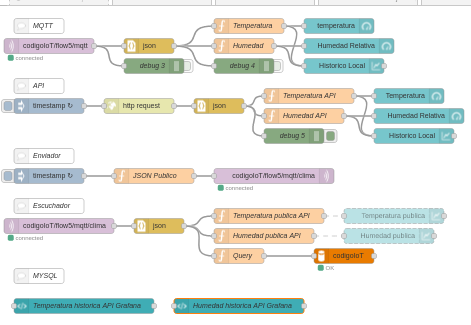 MQTT
codigoIoT/flow5/mqtt
connected
json
debug 3
Temperatura
Humedad
debug 4
temperatura
Humedad Relativa
Historico Local
API
timestamp ↻
http request
json
Temperatura API
Humedad API
debug 5
Temperatura
Humedad Relativa
Historico Local
Enviador
timestamp ↻
JSON Publico
codigoIoT/flow5/mqtt/clima
connected
Escuchador
codigoIoT/flow5/mqtt/clima
connected
json
Temperatura publica API
Humedad publica API
Query
Temperatura publica
Humedad publica
codigoIoT
OK
MYSQL
Temperatura historica API Grafana
Humedad historica API Grafana